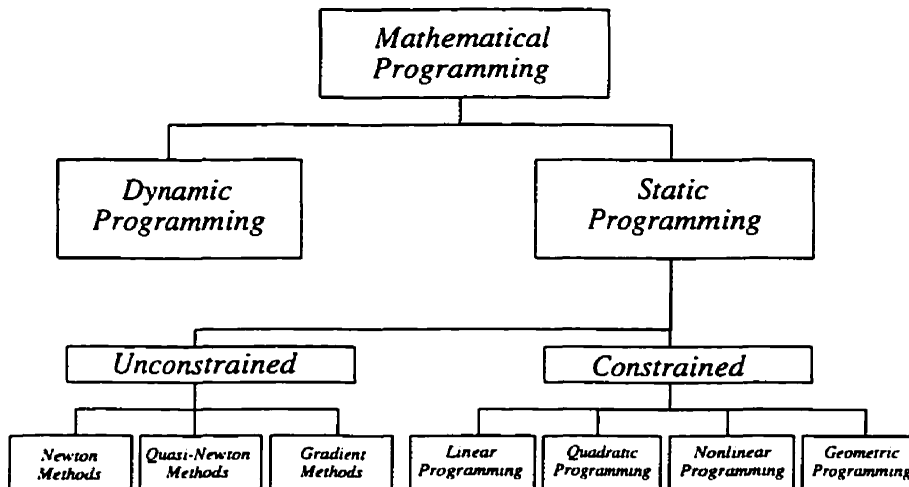 Mathematical
Programming
Dynamic
Programming
Static
Programming
Unconstrained
Constrained
Newton
Methods
Quasi-Newton
Methods
Gradient
Methods
Linear
Programming
Quadratic
Programming
Nonlinear
Programming
Geometric
Programming